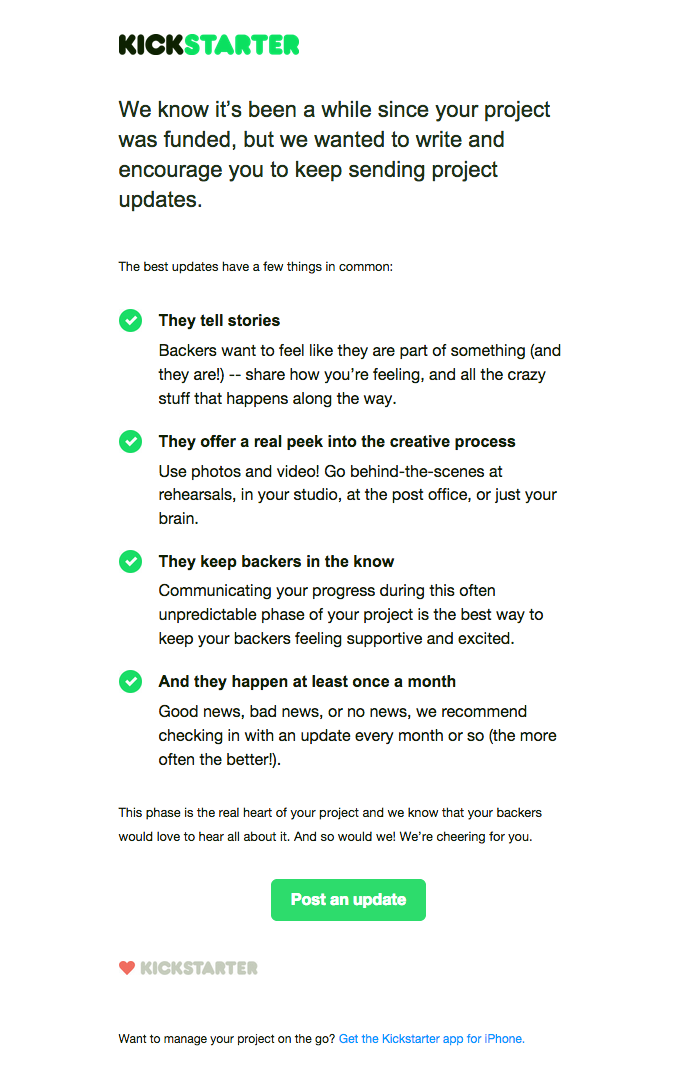 KICKSTARTER
We know it’s been a while since your project
was funded, but we wanted to write and
encourage you to keep sending project
updates.
The best updates have a few things in common:
They tell stories
Backers want to feel like they are part of something (and
they are!) -- share how you’re feeling, and all the crazy
stuff that happens along the way.
They offer a real peek into the creative process
Use photos and video! Go behind-the-scenes at
rehearsals, in your studio, at the post office, or just your
brain.
They keep backers in the know
Communicating your progress during this often
unpredictable phase of your project is the best way to
keep your backers feeling supportive and excited.
And they happen at least once a month
Good news, bad news, or no news, we recommend
checking in with an update every month or so (the more
often the better!).
This phase is the real heart of your project and we know that your backers
would love to hear all about it. And so would we! We’re cheering for you.
Post an update
KICKSTARTER
Want to manage your project on the go? Get the Kickstarter app for iPhone.